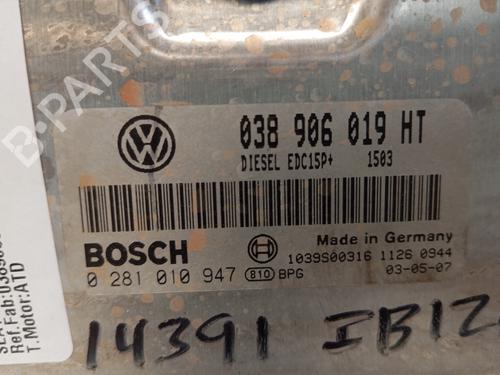 038 906 019 HT
DIESEL EDC15P+ 1503
BOSCH
Made in Germany
1039S00316 1126 0944
0 281 010 947 810 BPG
03-05-07
14391 IBIZA
T.Motor:ATD
B-PARTS